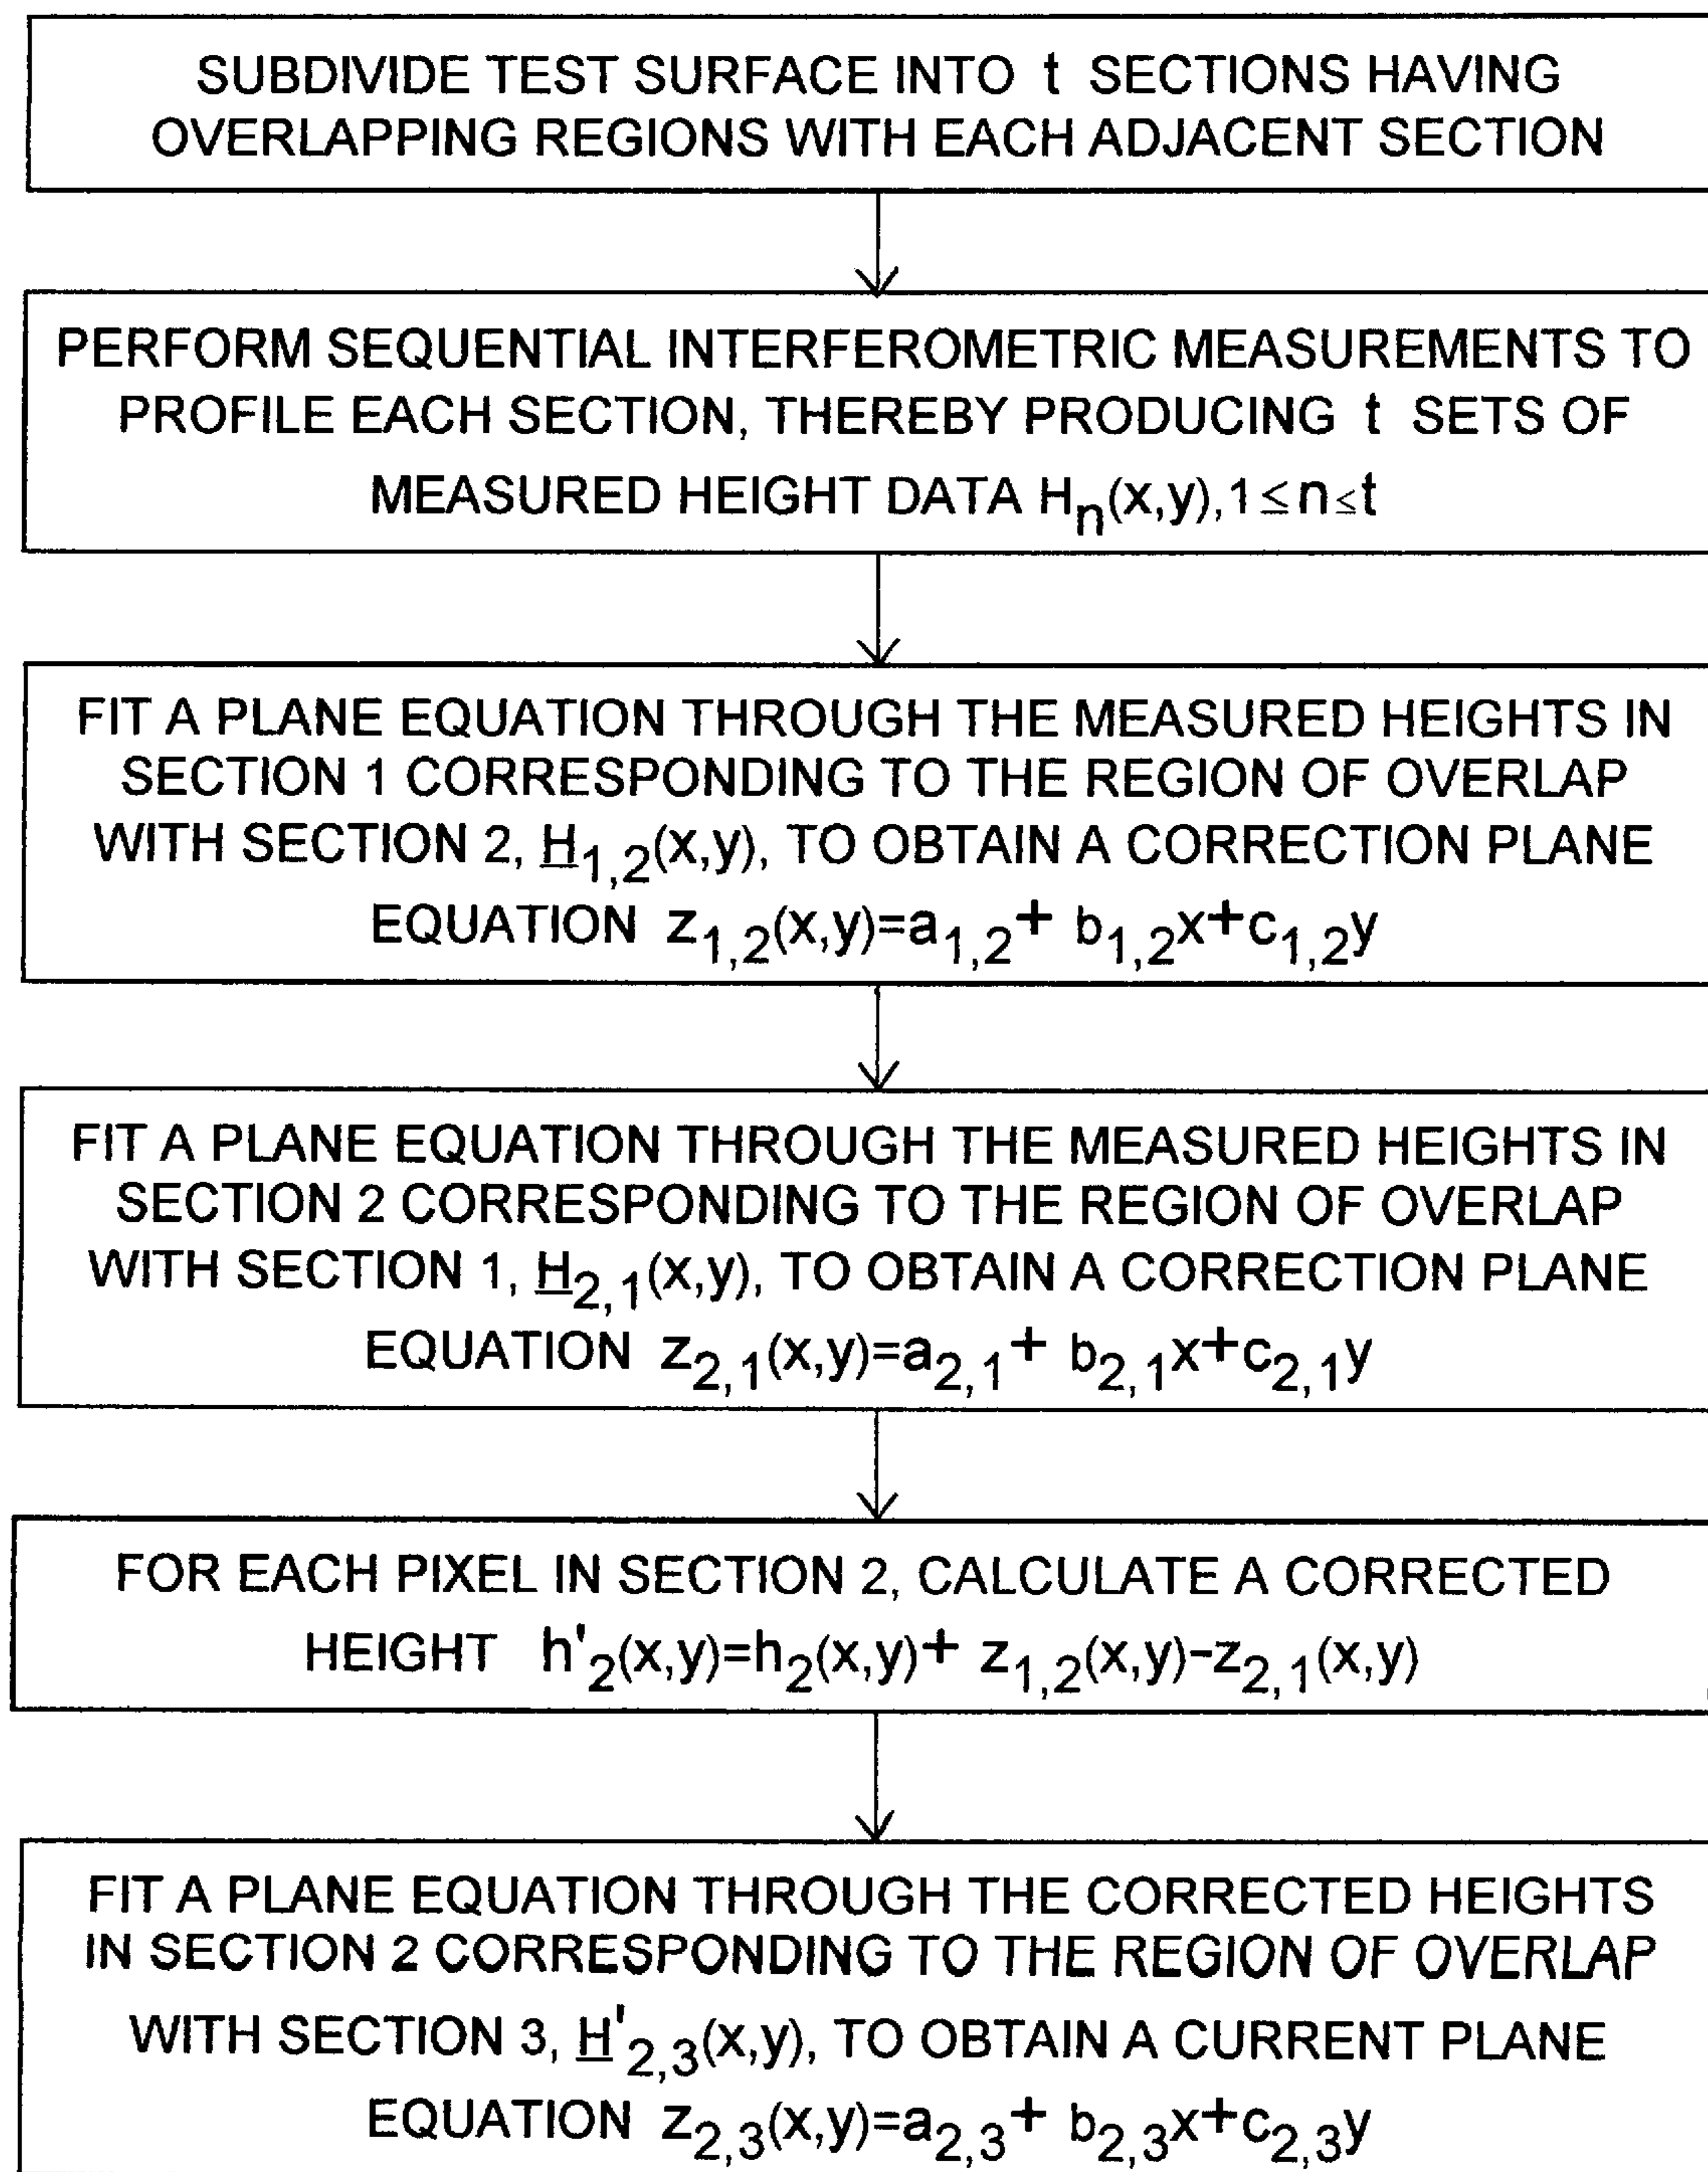 SUBDIVIDE TEST SURFACE INTO t SECTIONS HAVING
OVERLAPPING REGIONS WITH EACH ADJACENT SECTION
PERFORM SEQUENTIAL INTERFEROMETRIC MEASUREMENTS TO
PROFILE EACH SECTION, THEREBY PRODUCING t SETS OF
MEASURED HEIGHT DATA Hₙ(x,y), 1 ≤ n ≤ t
FIT A PLANE EQUATION THROUGH THE MEASURED HEIGHTS IN
SECTION 1 CORRESPONDING TO THE REGION OF OVERLAP
WITH SECTION 2, H̲₁,₂(x,y), TO OBTAIN A CORRECTION PLANE
EQUATION z₁,₂(x,y)=a₁,₂+ b₁,₂x+c₁,₂y
FIT A PLANE EQUATION THROUGH THE MEASURED HEIGHTS IN
SECTION 2 CORRESPONDING TO THE REGION OF OVERLAP
WITH SECTION 1, H̲₂,₁(x,y), TO OBTAIN A CORRECTION PLANE
EQUATION z₂,₁(x,y)=a₂,₁+ b₂,₁x+c₂,₁y
FOR EACH PIXEL IN SECTION 2, CALCULATE A CORRECTED
HEIGHT h'₂(x,y)=h₂(x,y)+ z₁,₂(x,y)-z₂,₁(x,y)
FIT A PLANE EQUATION THROUGH THE CORRECTED HEIGHTS
IN SECTION 2 CORRESPONDING TO THE REGION OF OVERLAP
WITH SECTION 3, H̲'₂,₃(x,y), TO OBTAIN A CURRENT PLANE
EQUATION z₂,₃(x,y)=a₂,₃+ b₂,₃x+c₂,₃y